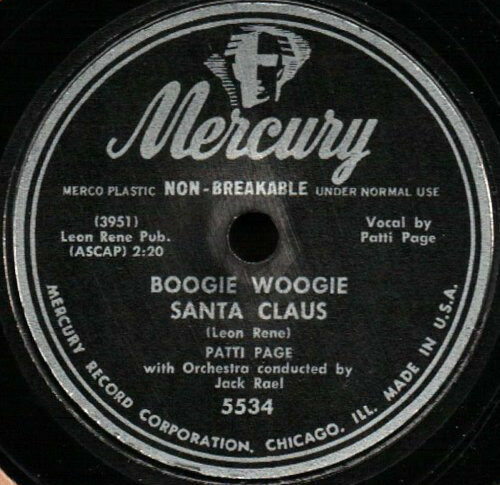 Mercury
MERCO PLASTIC NON-BREAKABLE UNDER NORMAL USE
(3951)
Leon Rene Pub.
(ASCAP) 2:20
Vocal by
Patti Page
BOOGIE WOOGIE
SANTA CLAUS
(Leon Rene)
PATTI PAGE
with Orchestra conducted by
Jack Rael
5534
MERCURY RECORD CORPORATION, CHICAGO, ILL. MADE IN U.S.A.